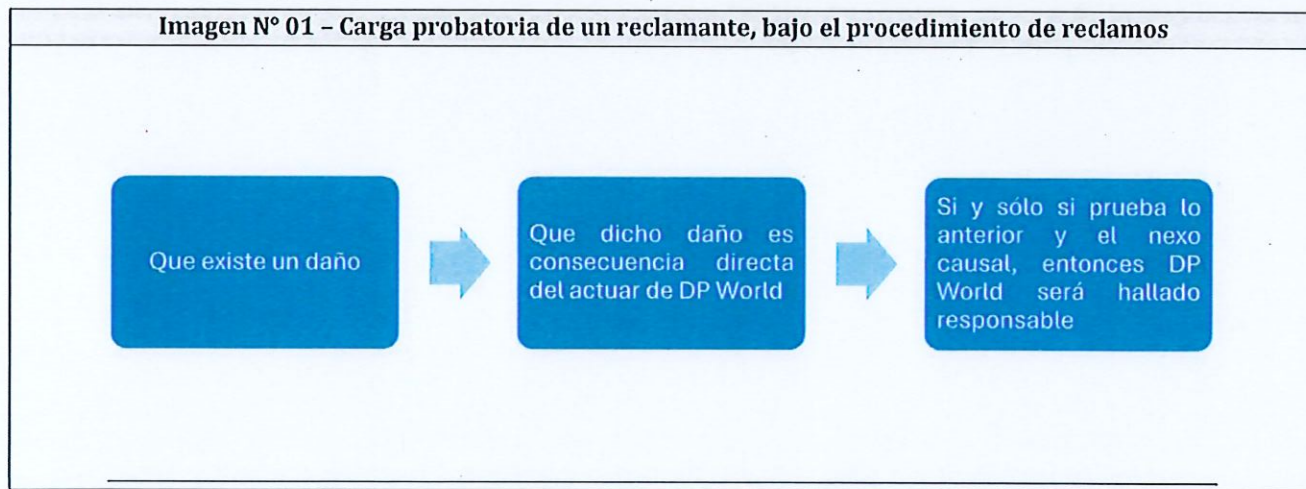 Imagen N° 01 – Carga probatoria de un reclamante, bajo el procedimiento de reclamos
Que existe un daño
Que dicho daño es
consecuencia directa
del actuar de DP World
Si y sólo si prueba lo
anterior y el nexo
causal, entonces DP
World será hallado
responsable